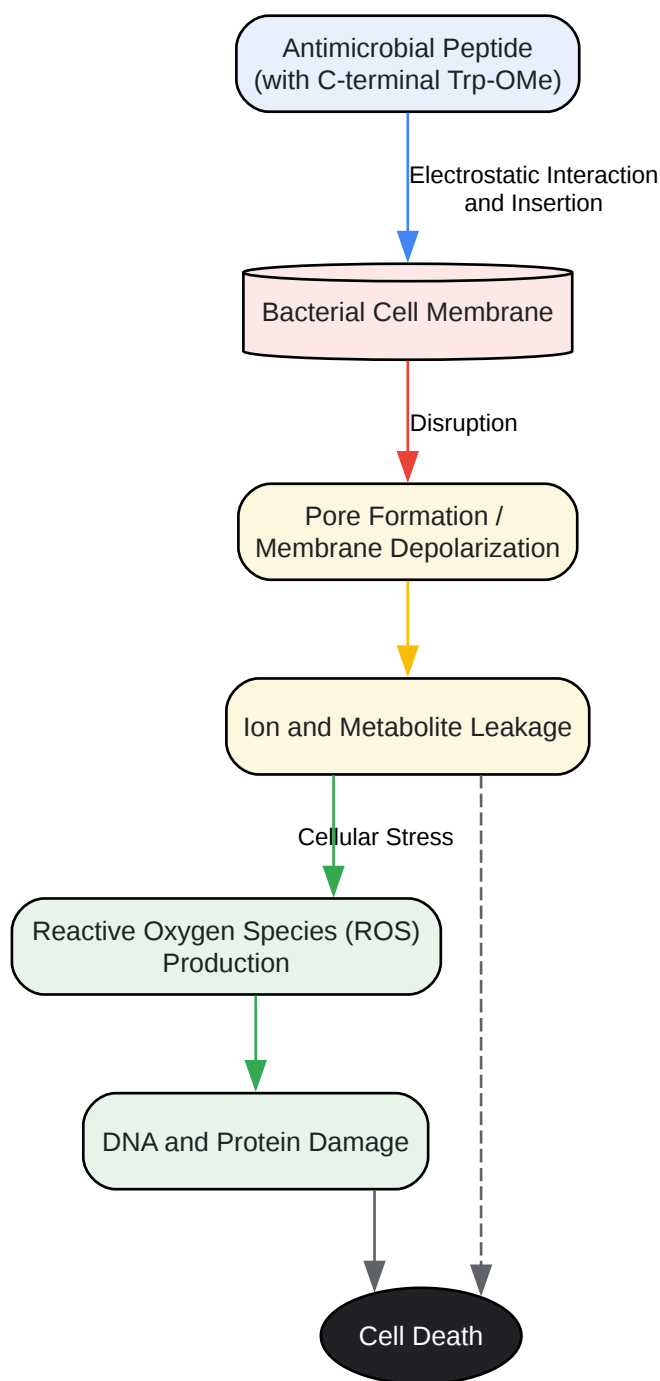 Antimicrobial Peptide
(with C-terminal Trp-OMe)
Electrostatic Interaction
and Insertion
Bacterial Cell Membrane
Disruption
Pore Formation /
Membrane Depolarization
Ion and Metabolite Leakage
Cellular Stress
Reactive Oxygen Species (ROS)
Production
DNA and Protein Damage
Cell Death